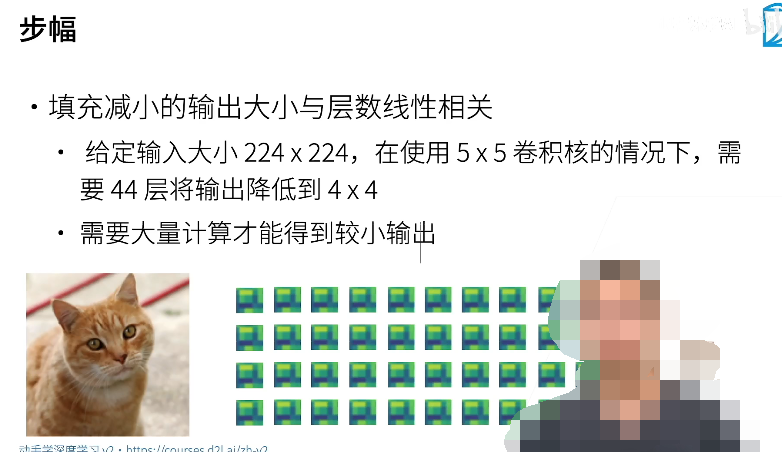 步幅
• 填充减小的输出大小与层数线性相关
• 给定输入大小 224 x 224，在使用 5 x 5 卷积核的情况下，需
要 44 层将输出降低到 4 x 4
• 需要大量计算才能得到较小输出
动手学深度学习 v2 · https://courses.d2l.ai/zh-v2